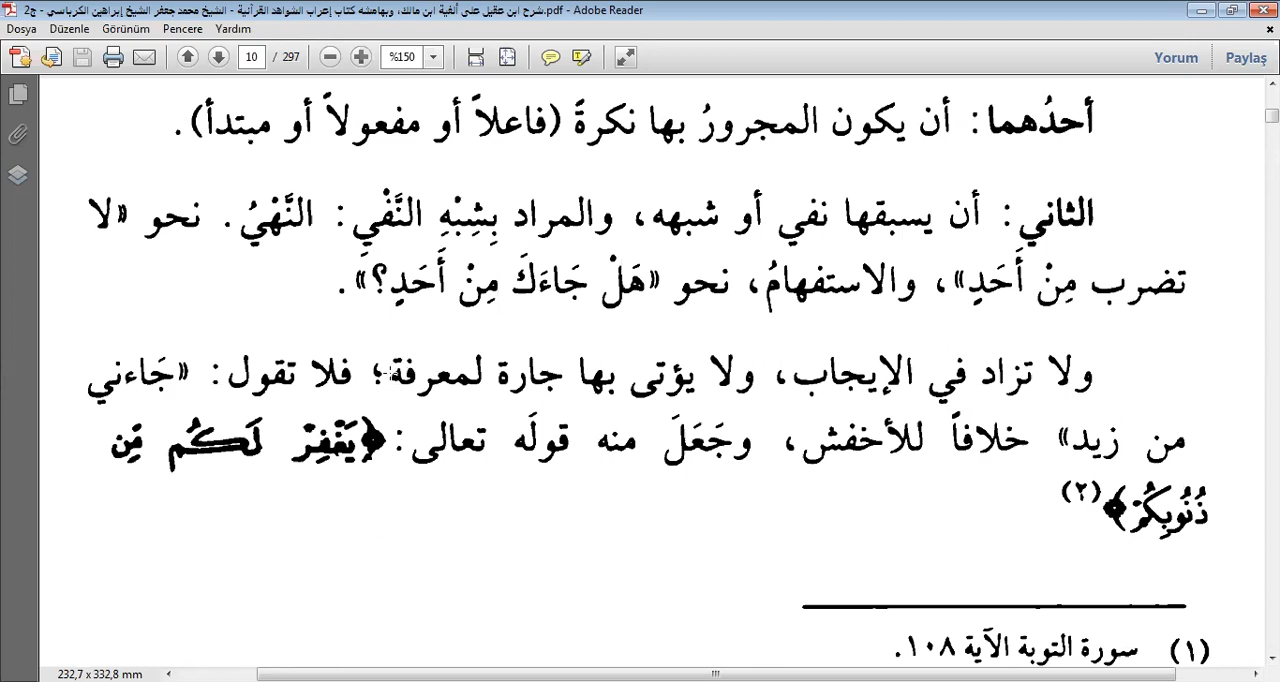 شرح ابن عقيل على ألفية ابن مالك، وبهامشه كتاب إعراب الشواهد القرآنية - الشيخ محمد جعفر الشيخ إبراهين الكرباسي - ج2.pdf - Adobe Reader
Dosya Düzenle Görünüm Pencere Yardım
10 / 297 %150 Yorum Paylaş
أحدُهما: أن يكون المجرورُ بها نكرةً (فاعلاً أو مفعولاً أو مبتدأ).
الثاني: أن يسبقها نفي أو شبهه، والمراد بِشِبْهِ النَّفْيِ: النَّهْيُ. نحو «لا
تضرب مِنْ أَحَدٍ»، والاستفهامُ، نحو «هَلْ جَاءَكَ مِنْ أَحَدٍ؟».
ولا تزاد في الإيجاب، ولا يؤتى بها جارة لمعرفة؛ فلا تقول: «جَاءني
من زيد» خلافاً للأخفش، وجَعَلَ منه قولَه تعالى: ﴿يَغْفِرْ لَكُم مِّن
ذُنُوبِكُمْ﴾(٢)
(١) سورة التوبة الآية ١٠٨.
232,7 x 332,8 mm